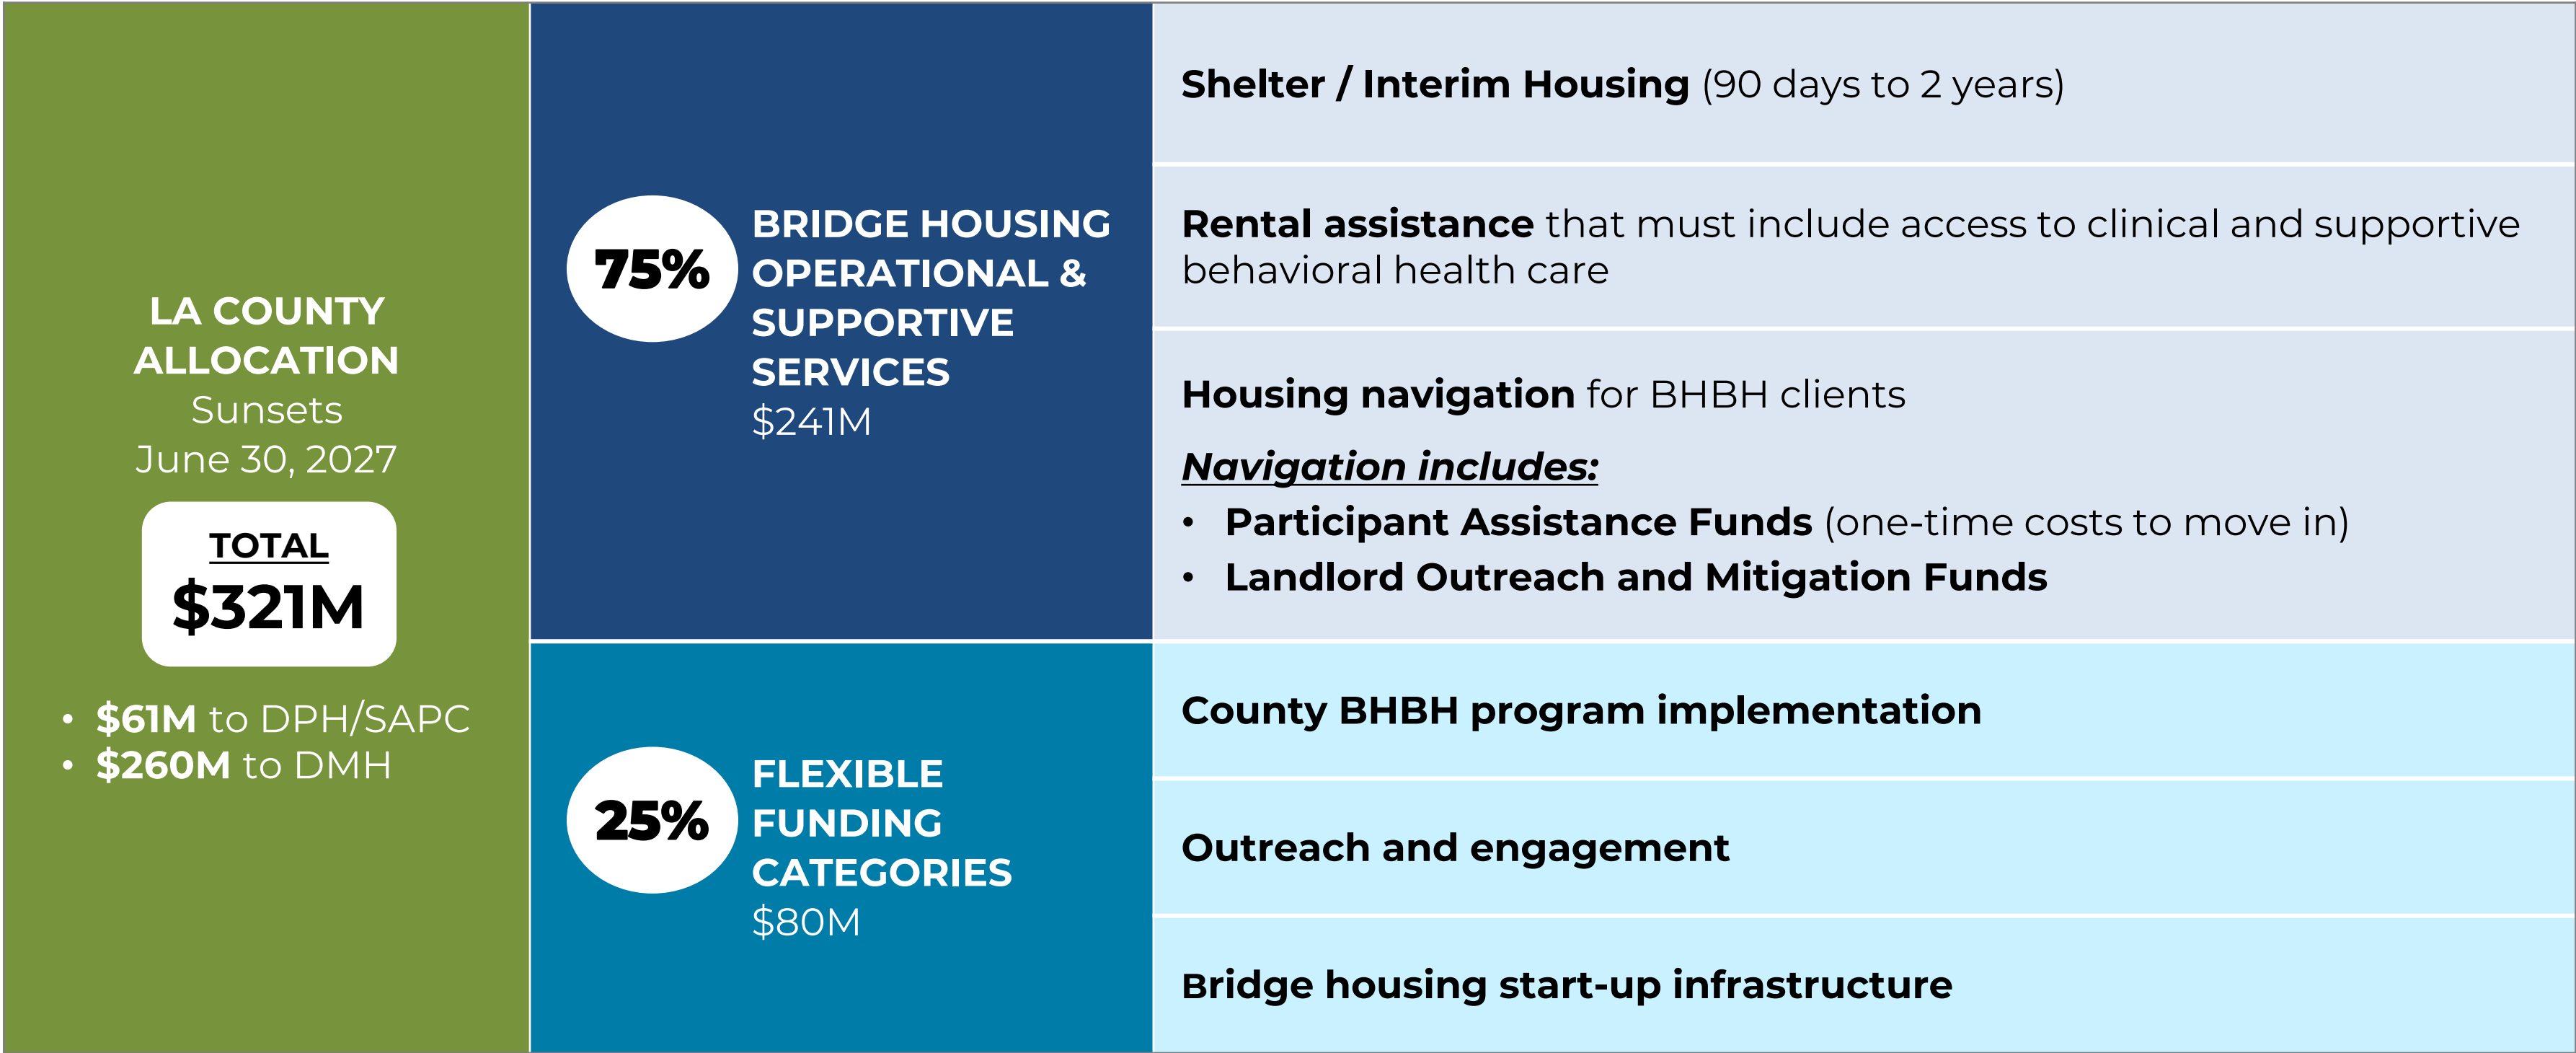 LA COUNTY
ALLOCATION
Sunsets
June 30, 2027
TOTAL
$321M
• $61M to DPH/SAPC
• $260M to DMH
75%
BRIDGE HOUSING
OPERATIONAL &
SUPPORTIVE
SERVICES
$241M
Shelter / Interim Housing (90 days to 2 years)
Rental assistance that must include access to clinical and supportive
behavioral health care
Housing navigation for BHBH clients
Navigation includes:
• Participant Assistance Funds (one-time costs to move in)
• Landlord Outreach and Mitigation Funds
25%
FLEXIBLE
FUNDING
CATEGORIES
$80M
County BHBH program implementation
Outreach and engagement
Bridge housing start-up infrastructure